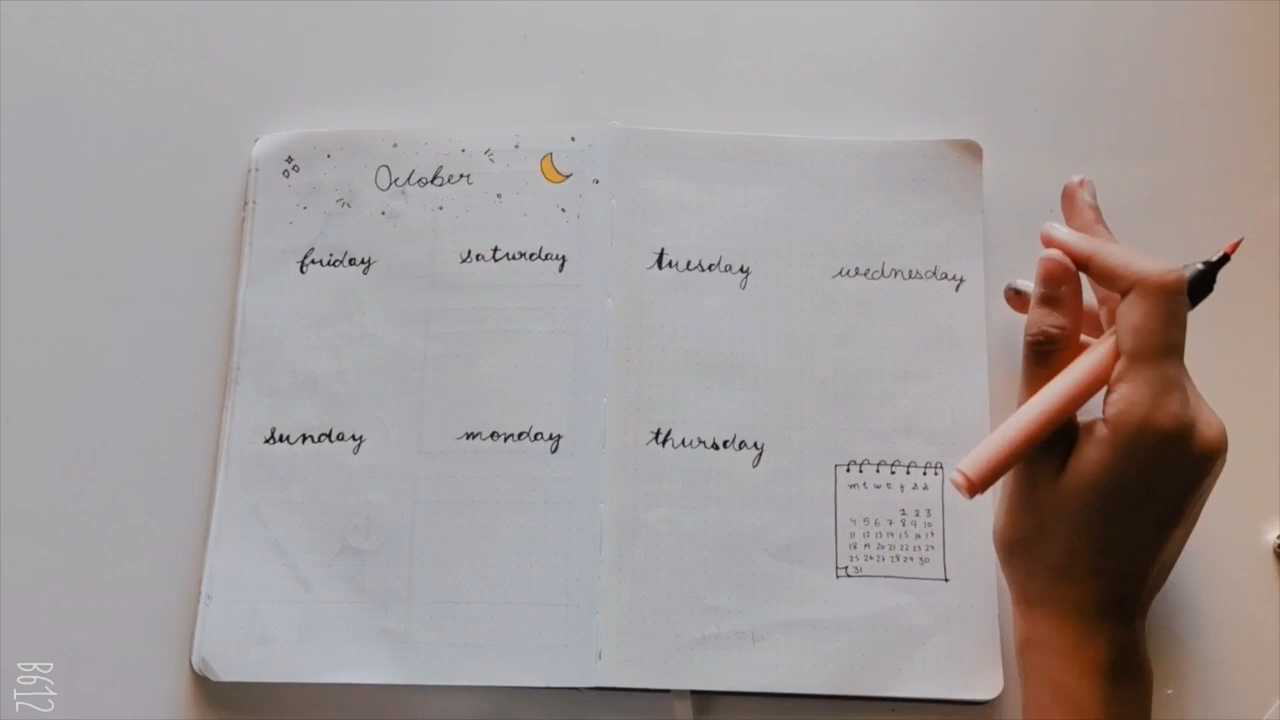 October
friday saturday
sunday monday
tuesday wednesday
thursday
m t w t f s s
1 2 3
4 5 6 7 8 9 10
11 12 13 14 15 16 17
18 19 20 21 22 23 24
25 26 27 28 29 30
31
B612